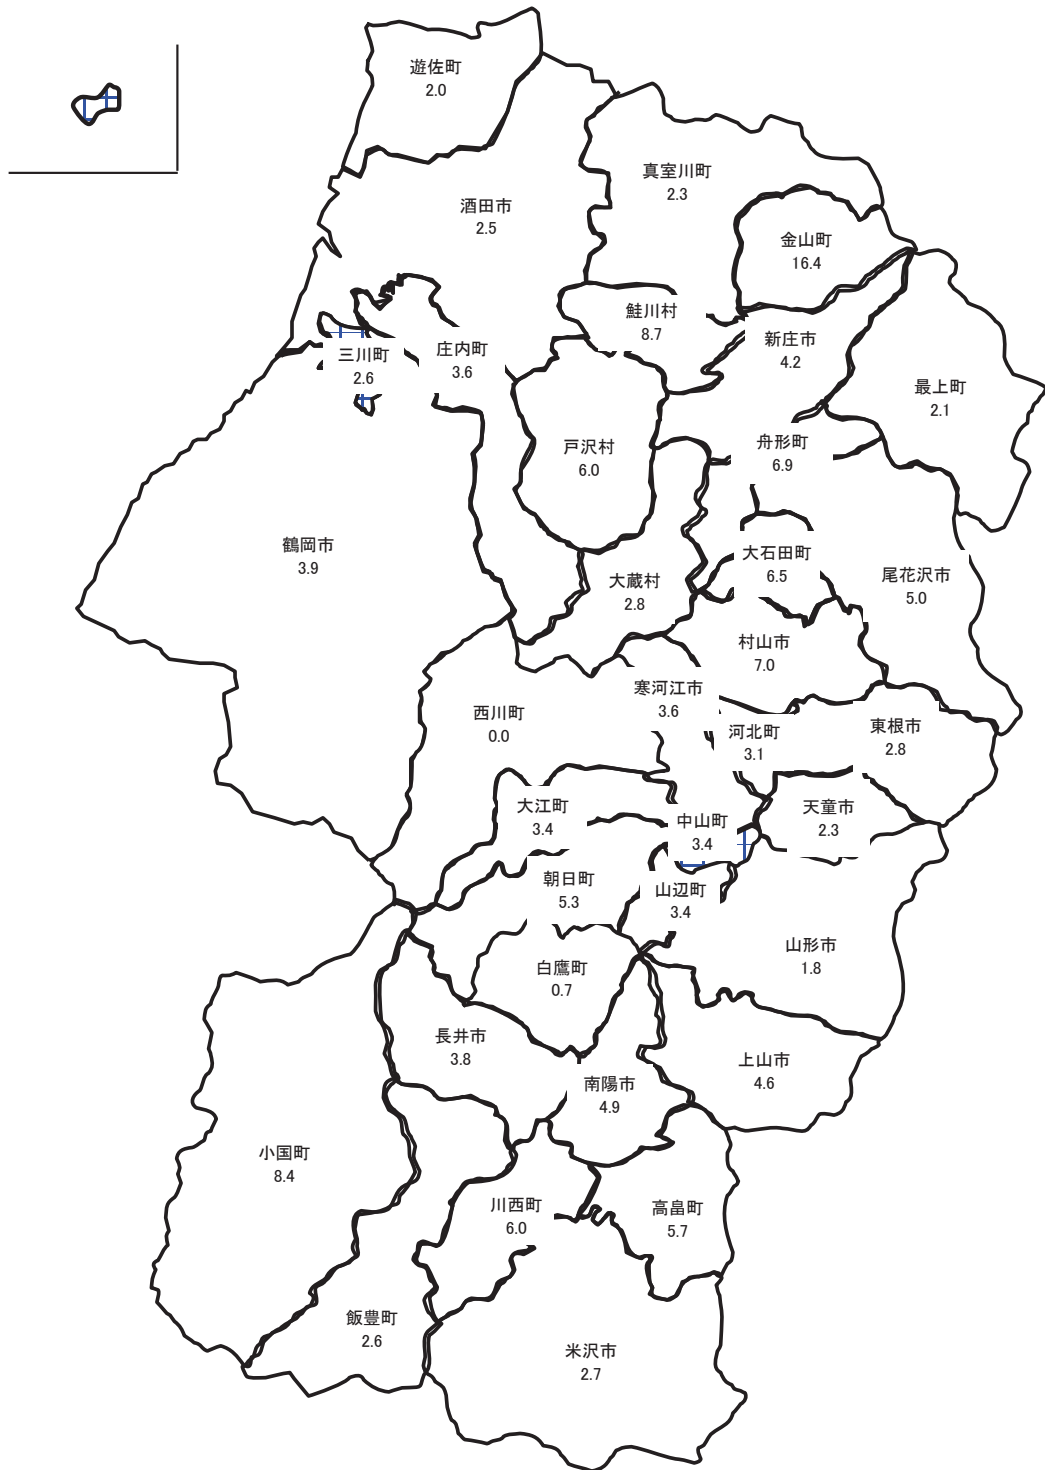 遊佐町
2.0
真室川町
2.3
酒田市
2.5
金山町
16.4
鮭川村
8.7
新庄市
4.2
庄内町
3.6
三川町
2.6
最上町
2.1
舟形町
6.9
戸沢村
6.0
鶴岡市
3.9
大石田町
6.5
尾花沢市
5.0
大蔵村
2.8
村山市
7.0
寒河江市
3.6
西川町
0.0
河北町
3.1
東根市
2.8
大江町
3.4
天童市
2.3
中山町
3.4
朝日町
5.3
山辺町
3.4
山形市
1.8
白鷹町
0.7
長井市
3.8
上山市
4.6
南陽市
4.9
小国町
8.4
川西町
6.0
高畠町
5.7
飯豊町
2.6
米沢市
2.7